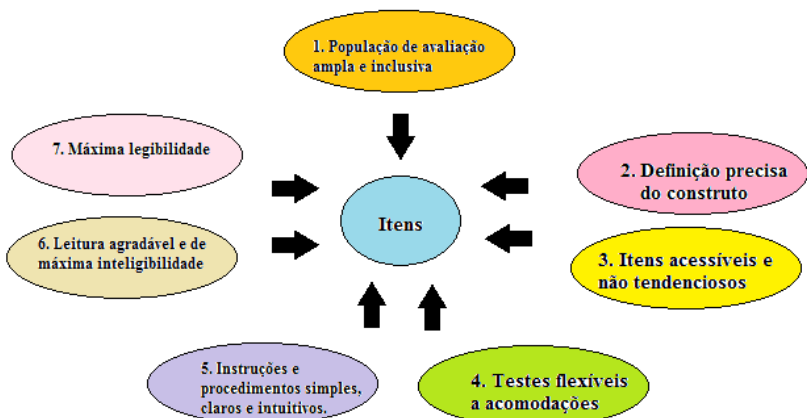 1. População de avaliação
ampla e inclusiva
7. Máxima legibilidade
2. Definição precisa
do construto
Itens
6. Leitura agradável e de
máxima inteligibilidade
3. Itens acessíveis e
não tendenciosos
5. Instruções e
procedimentos simples,
claros e intuitivos.
4. Testes flexíveis
a acomodações